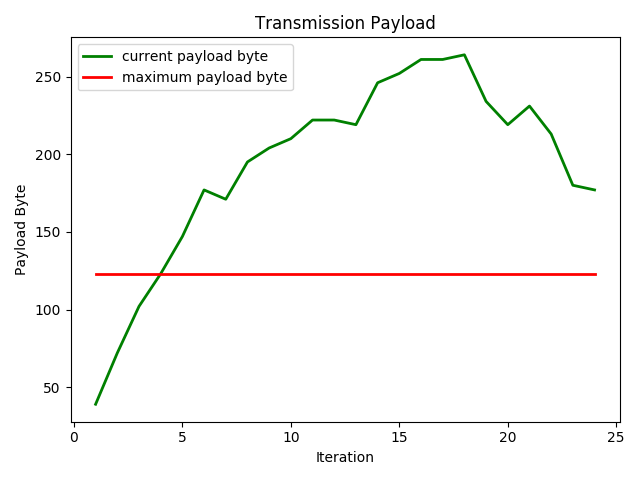 Transmission Payload
current payload byte
maximum payload byte
Payload Byte
250
200
150
100
50
0
5
10
15
20
25
Iteration